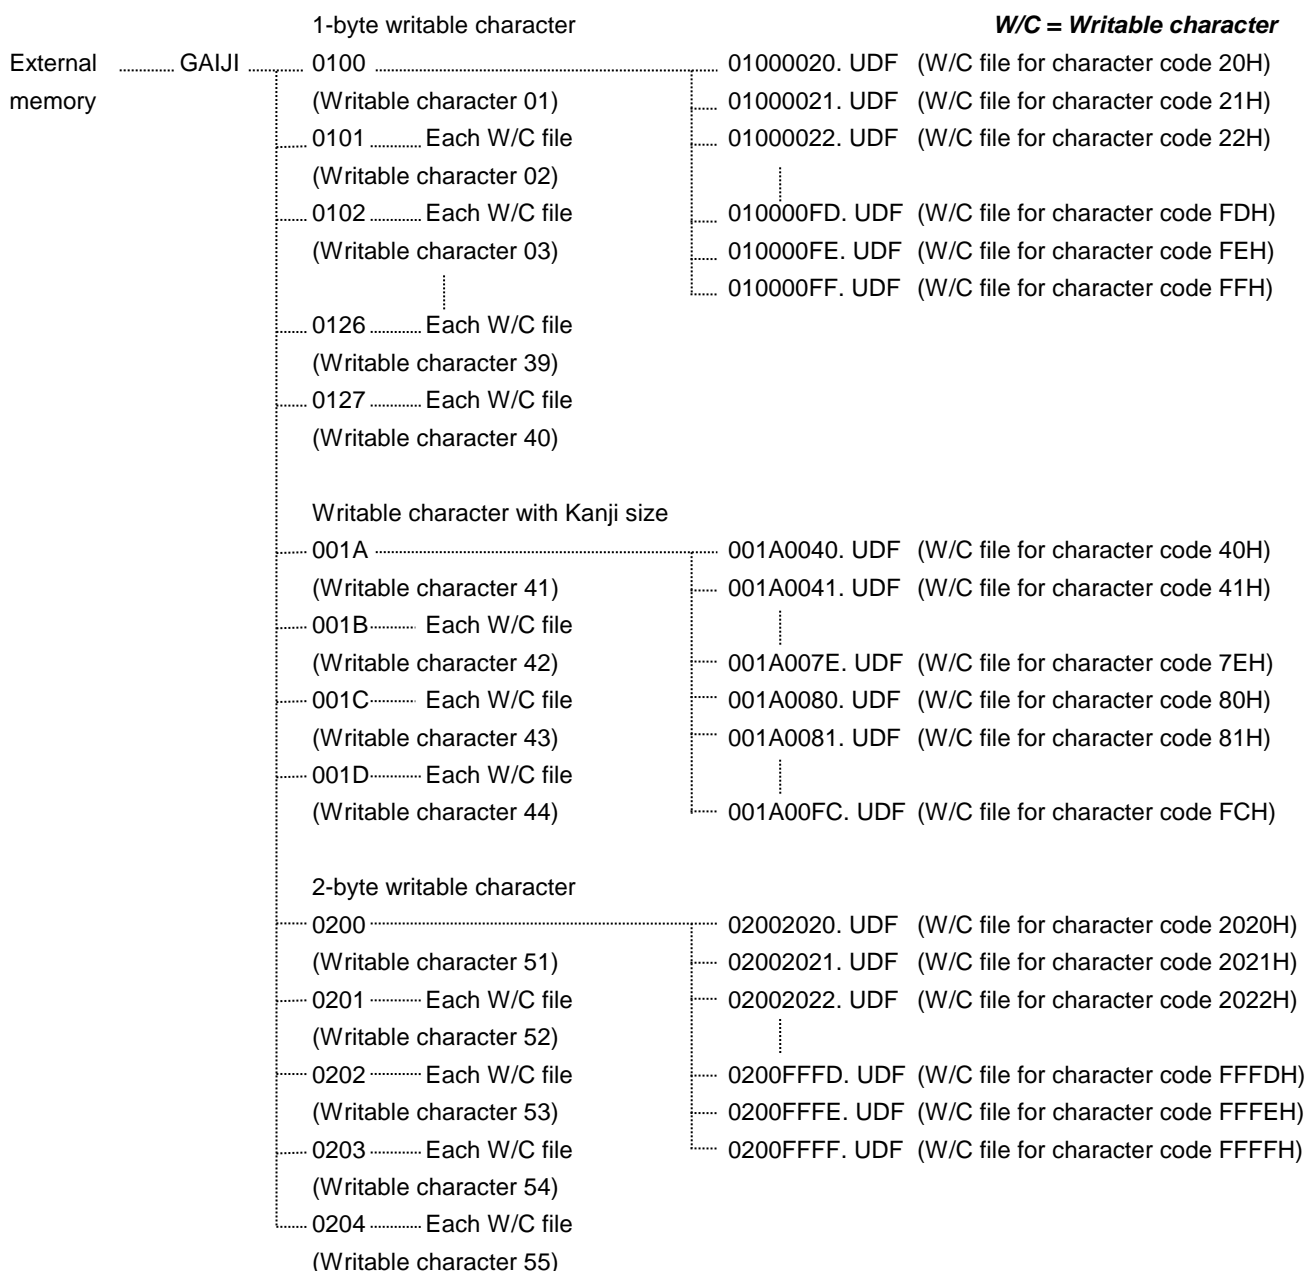 1-byte writable character W/C = Writable character
External GAIJI 0100 01000020. UDF (W/C file for character code 20H)
memory (Writable character 01) 01000021. UDF (W/C file for character code 21H)
0101 Each W/C file 01000022. UDF (W/C file for character code 22H)
(Writable character 02)
0102 Each W/C file 010000FD. UDF (W/C file for character code FDH)
(Writable character 03) 010000FE. UDF (W/C file for character code FEH)
010000FF. UDF (W/C file for character code FFH)
0126 Each W/C file
(Writable character 39)
0127 Each W/C file
(Writable character 40)
Writable character with Kanji size
001A 001A0040. UDF (W/C file for character code 40H)
(Writable character 41) 001A0041. UDF (W/C file for character code 41H)
001B Each W/C file
(Writable character 42) 001A007E. UDF (W/C file for character code 7EH)
001C Each W/C file 001A0080. UDF (W/C file for character code 80H)
(Writable character 43) 001A0081. UDF (W/C file for character code 81H)
001D Each W/C file
(Writable character 44) 001A00FC. UDF (W/C file for character code FCH)
2-byte writable character
0200 02002020. UDF (W/C file for character code 2020H)
(Writable character 51) 02002021. UDF (W/C file for character code 2021H)
0201 Each W/C file 02002022. UDF (W/C file for character code 2022H)
(Writable character 52)
0202 Each W/C file 0200FFFD. UDF (W/C file for character code FFFDH)
(Writable character 53) 0200FFFE. UDF (W/C file for character code FFFEH)
0203 Each W/C file 0200FFFF. UDF (W/C file for character code FFFFH)
(Writable character 54)
0204 Each W/C file
(Writable character 55)